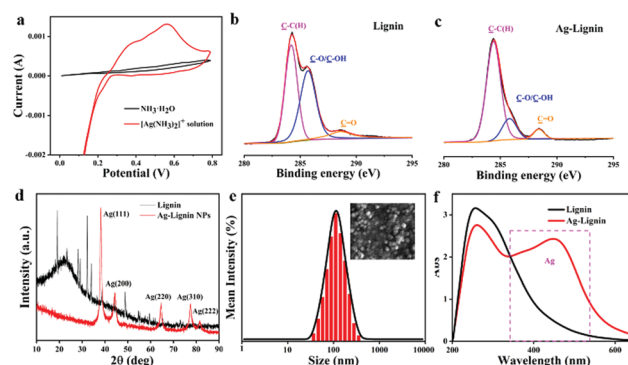 a
0.001
0.000
-0.001
-0.002
Current (A)
NH3·H2O
[Ag(NH3)2]+ solution
0.0 0.2 0.4 0.6 0.8
Potential (V)
b
Lignin
C-C(H)
C-O/C-OH
C=O
280 285 290 295
Binding energy (eV)
c
Ag-Lignin
C-C(H)
C-O/C-OH
C=O
280 285 290 295
Binding energy (eV)
d
Lignin
Ag-Lignin NPs
Ag(111)
Ag(200)
Ag(220)
Ag(310)
Ag(222)
Intensity (a.u.)
10 20 30 40 50 60 70 80 90
2θ (deg)
e
Mean Intensity (%)
1 10 100 1000 10000
Size (nm)
f
Lignin
Ag-Lignin
Ag
Abs
4
3
2
1
0
200 400 600
Wavelength (nm)